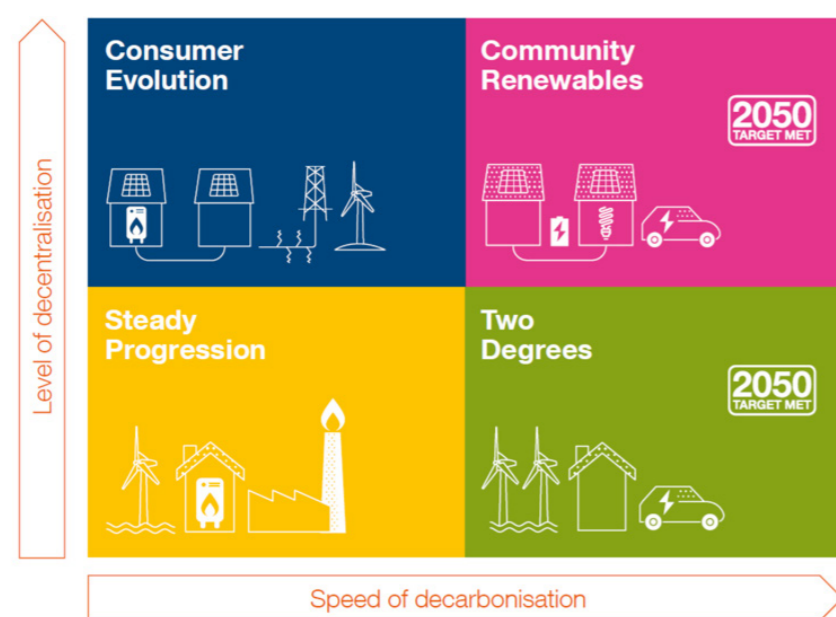 Consumer
Evolution
Community
Renewables
2050
TARGET MET
Level of decentralisation
Steady
Progression
Two
Degrees
2050
TARGET MET
Speed of decarbonisation